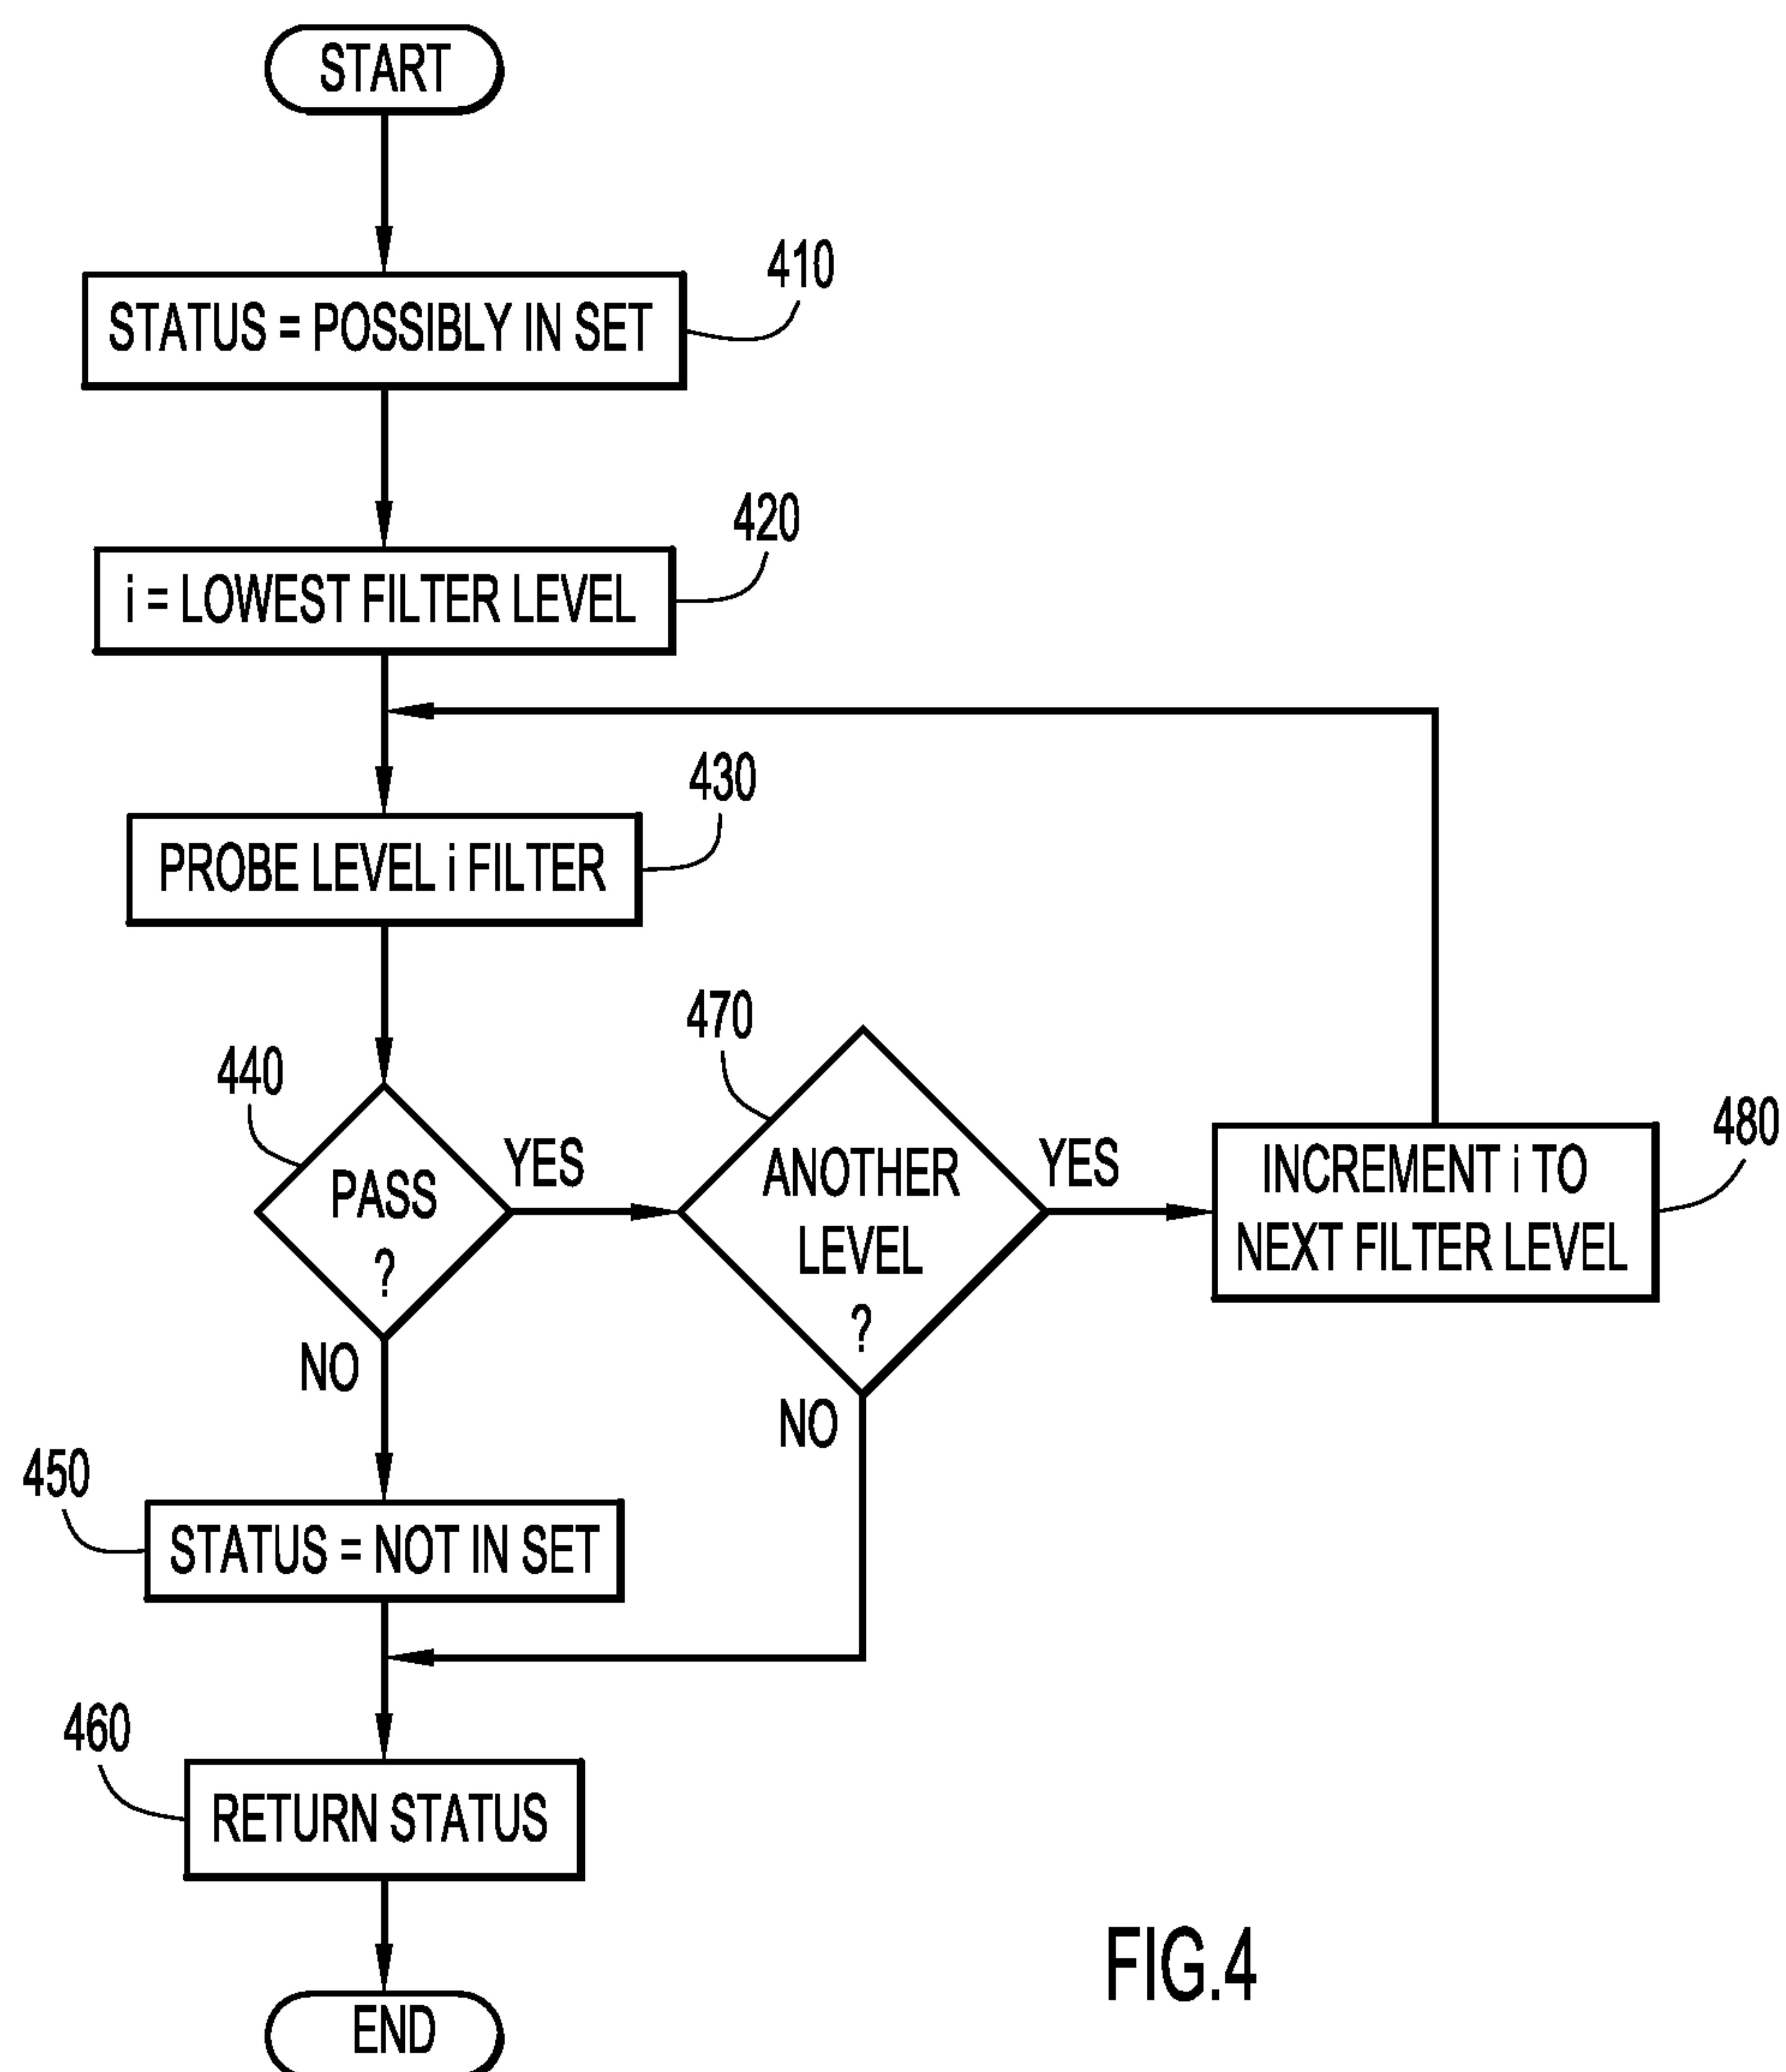 START
410
STATUS = POSSIBLY IN SET
420
i = LOWEST FILTER LEVEL
430
PROBE LEVEL i FILTER
440
PASS
?
YES
NO
470
ANOTHER
LEVEL
?
YES
NO
480
INCREMENT i TO
NEXT FILTER LEVEL
450
STATUS = NOT IN SET
460
RETURN STATUS
END
FIG.4